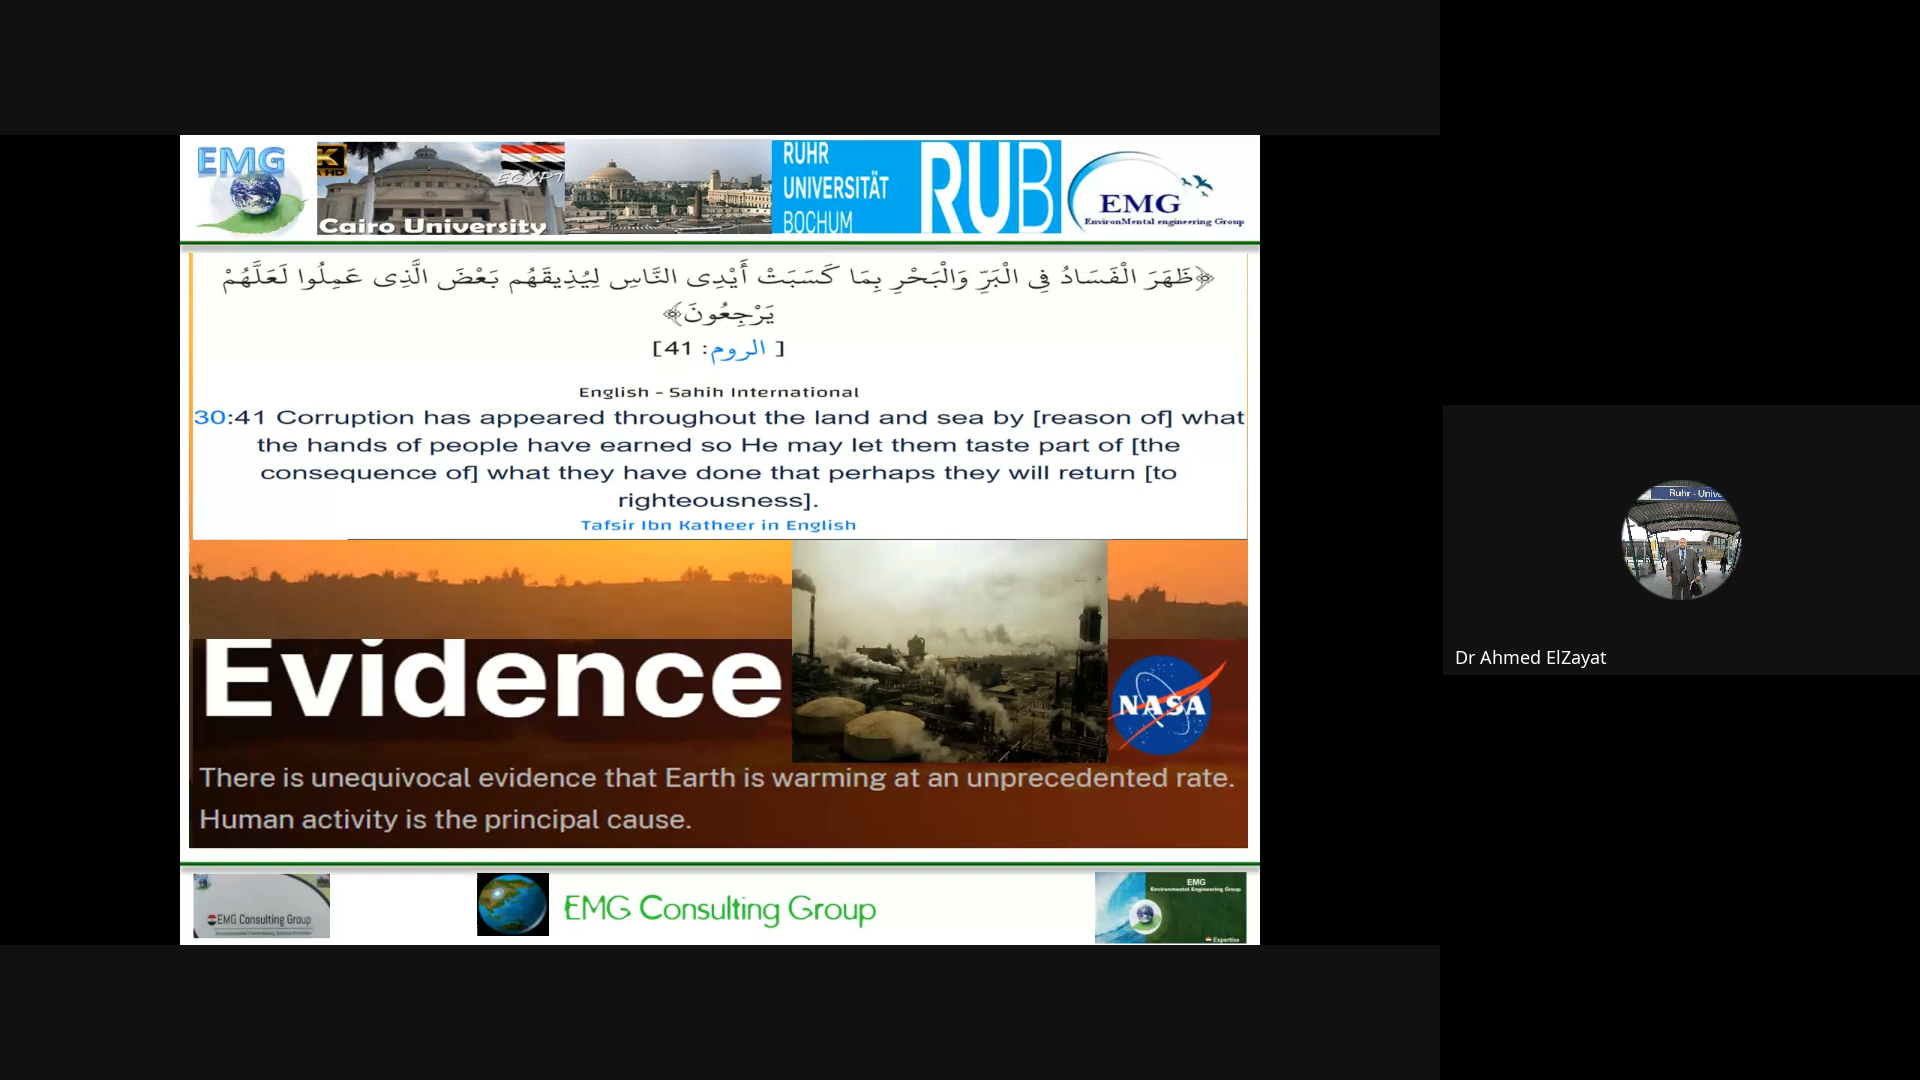 EMG
K
HD
EGYPT
Cairo University
RUHR
UNIVERSITÄT
BOCHUM
RUB
EMG
EnvironMental engineering Group
﴿ظَهَرَ الْفَسَادُ فِى الْبَرِّ وَالْبَحْرِ بِمَا كَسَبَتْ أَيْدِى النَّاسِ لِيُذِيقَهُم بَعْضَ الَّذِى عَمِلُوا لَعَلَّهُمْ
يَرْجِعُونَ﴾
[ الروم: 41]
English - Sahih International
30:41 Corruption has appeared throughout the land and sea by [reason of] what
the hands of people have earned so He may let them taste part of [the
consequence of] what they have done that perhaps they will return [to
righteousness].
Tafsir Ibn Katheer in English
Evidence
NASA
There is unequivocal evidence that Earth is warming at an unprecedented rate.
Human activity is the principal cause.
EMG Consulting Group
EMG Consulting Group
EMG
Environmental Engineering Group
Expertise
Ruhr - Unive
Dr Ahmed ElZayat